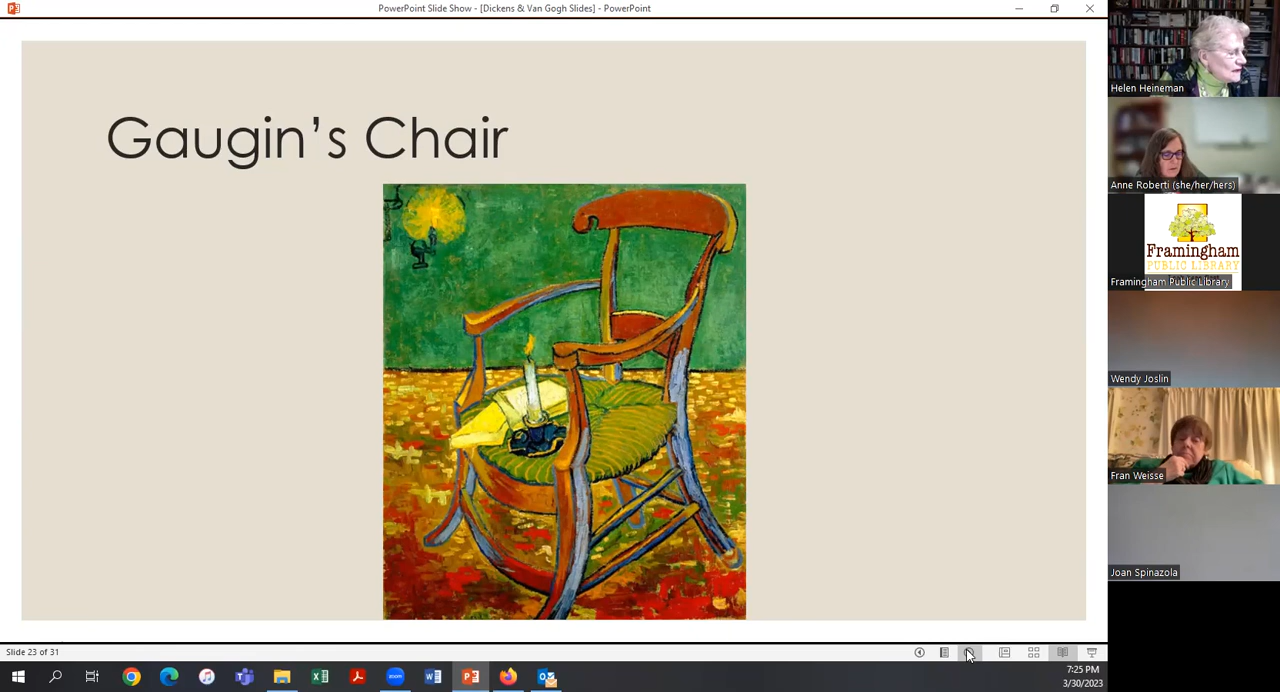 PowerPoint Slide Show - [Dickens & Van Gogh Slides] - PowerPoint
Gaugin's Chair
Helen Heineman
Anne Roberti (she/her/hers)
Framingham
PUBLIC LIBRARY
Framingham Public Library
Wendy Joslin
Fran Weisse
Joan Spinazola
Slide 23 of 31
zoom
7:25 PM
3/30/2023